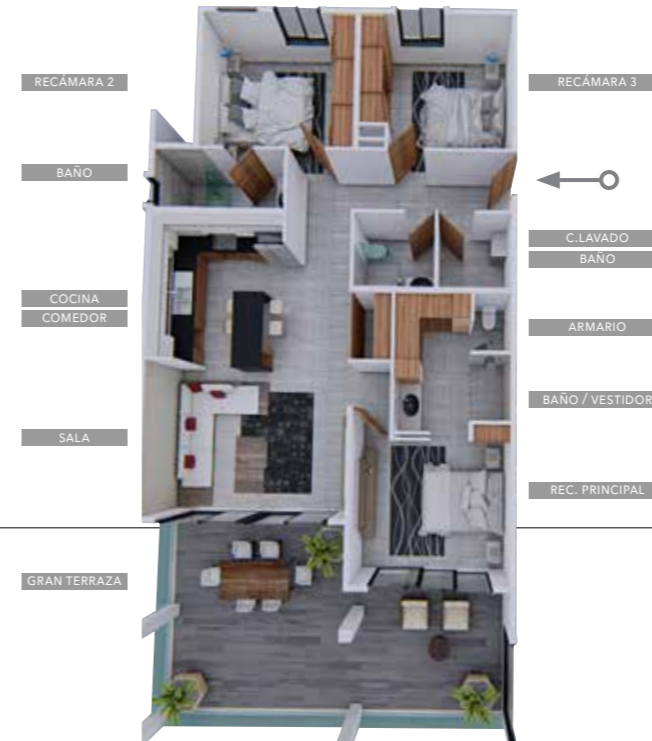 RECÁMARA 2
BAÑO
COCINA
COMEDOR
SALA
GRAN TERRAZA
RECÁMARA 3
C.LAVADO
BAÑO
ARMARIO
BAÑO / VESTIDOR
REC. PRINCIPAL